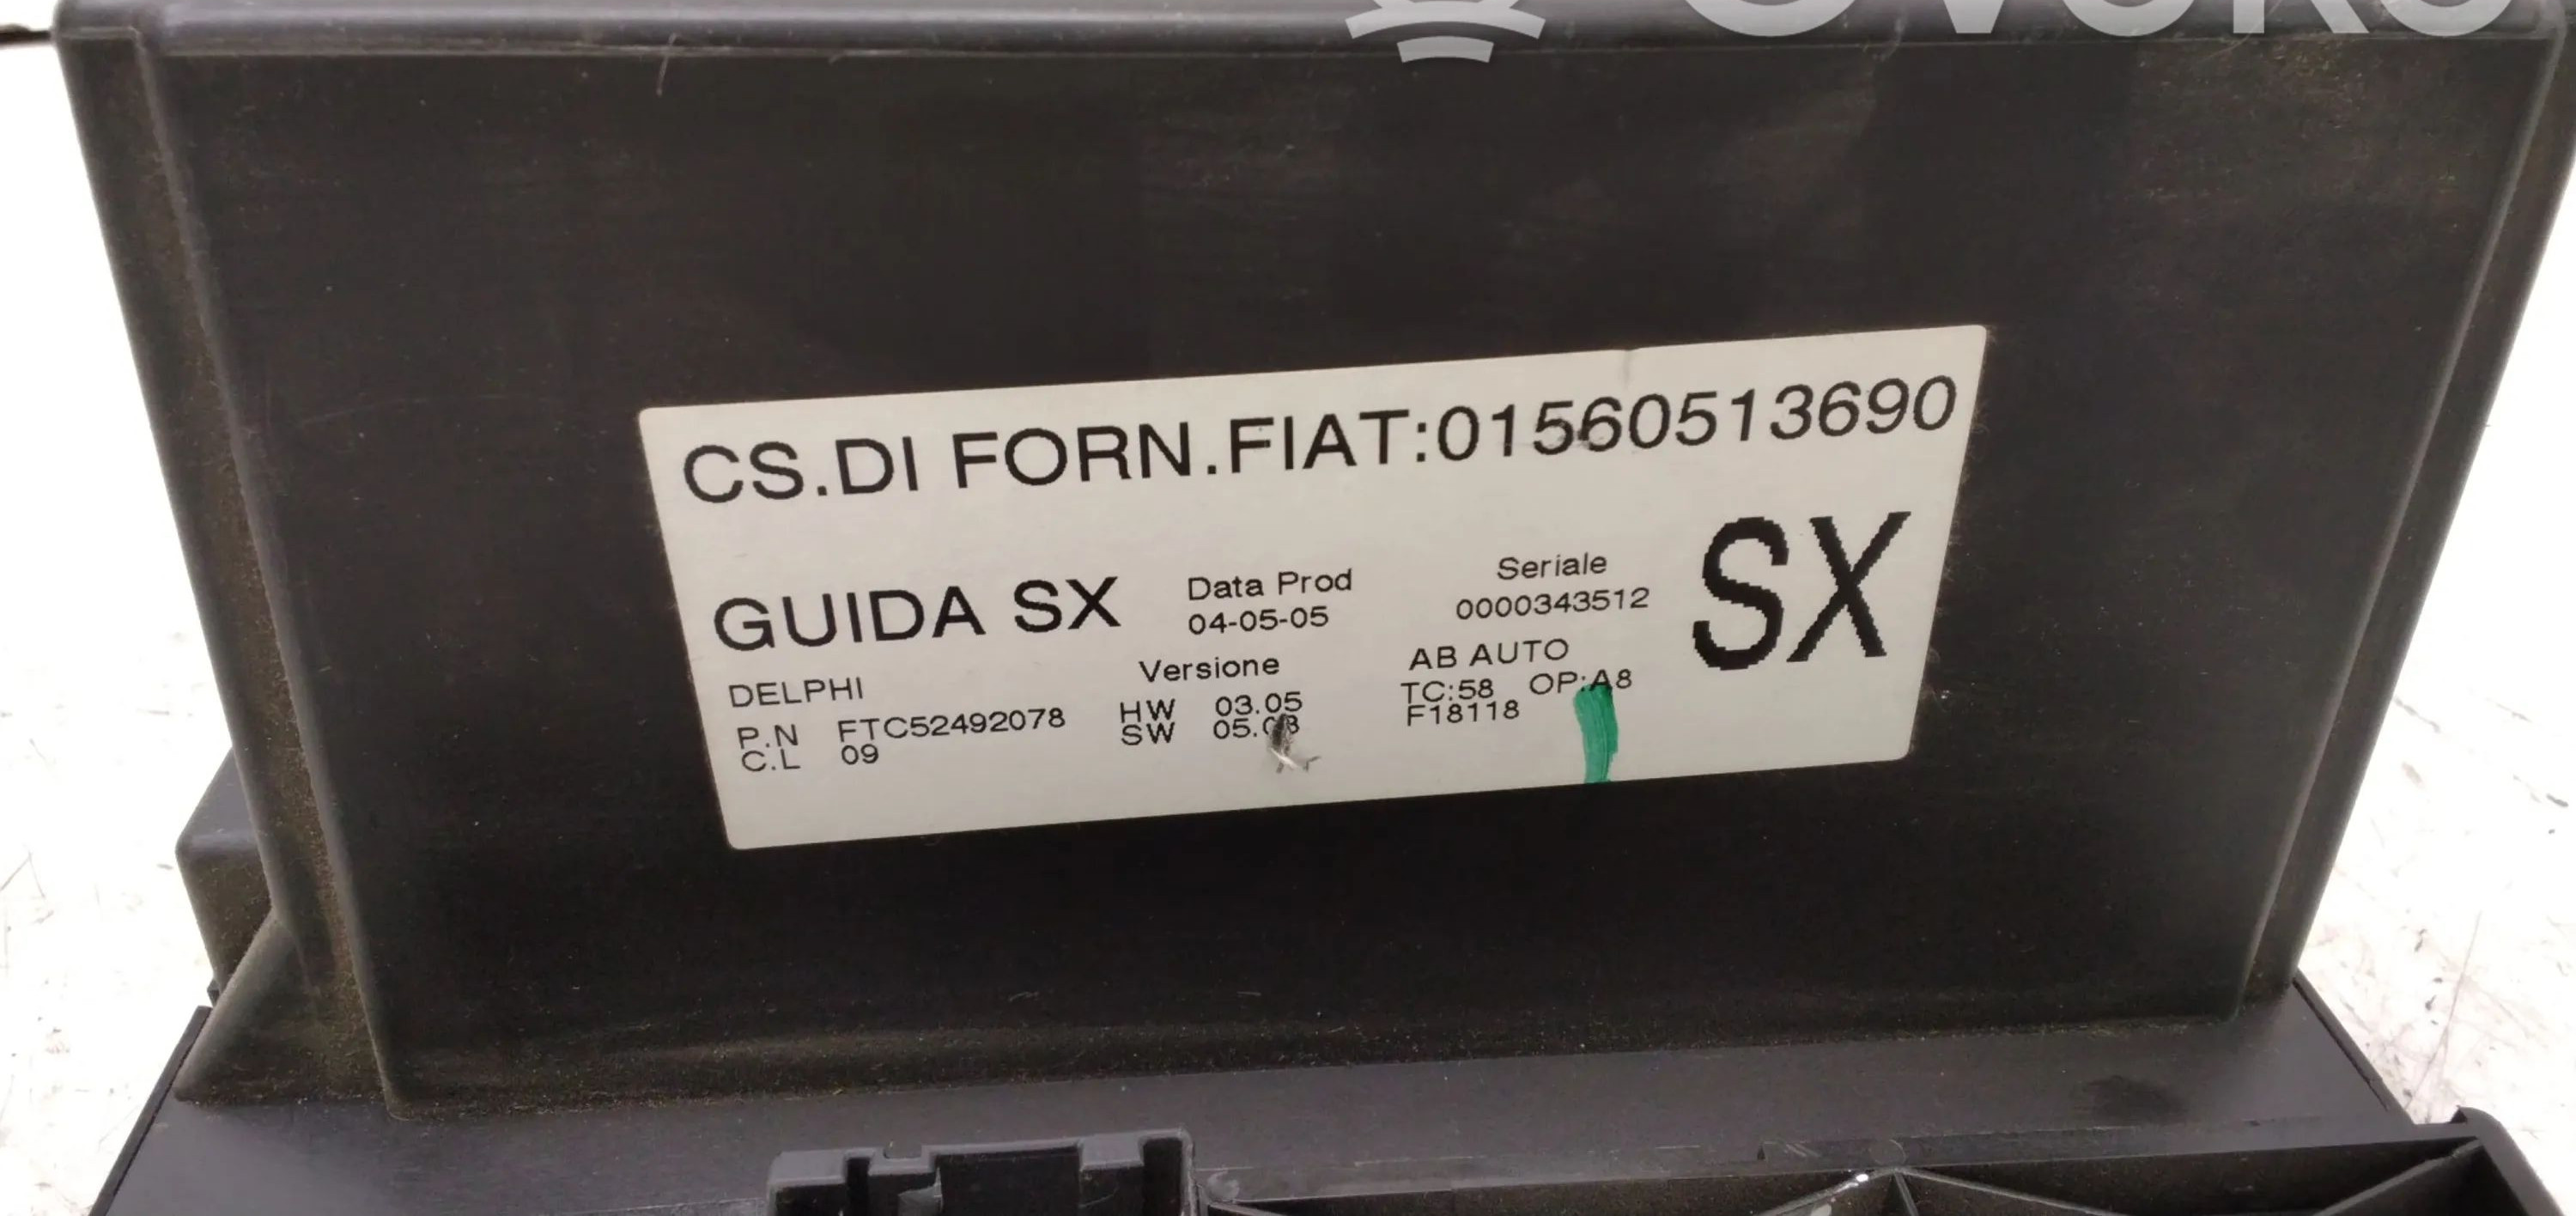 CS.DI FORN.FIAT:01560513690
GUIDA SX
Data Prod
04-05-05
Seriale
0000343512
SX
DELPHI
P.N FTC52492078
C.L 09
Versione
HW 03.05
SW
AB AUTO
TC:58 OP:A8
F18118